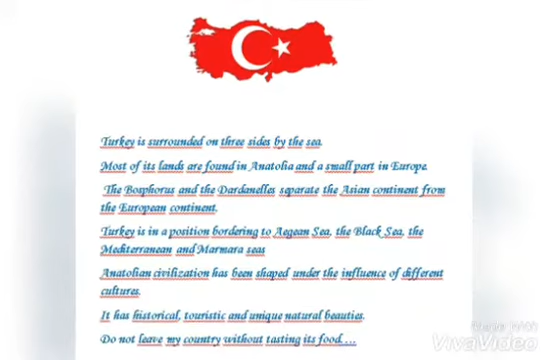 Turkey is surrounded on three sides by the sea.
Most of its lands are found in Anatolia and a small part in Europe.
The Bosphorus and the Dardanelles separate the Asian continent from
the European continent.
Turkey is in a position bordering to Aegean Sea, the Black Sea, the
Mediterranean and Marmara seas
Anatolian civilization has been shaped under the influence of different
cultures.
It has historical, touristic and unique natural beauties.
Do not leave my country without tasting its food….
VivaVideo